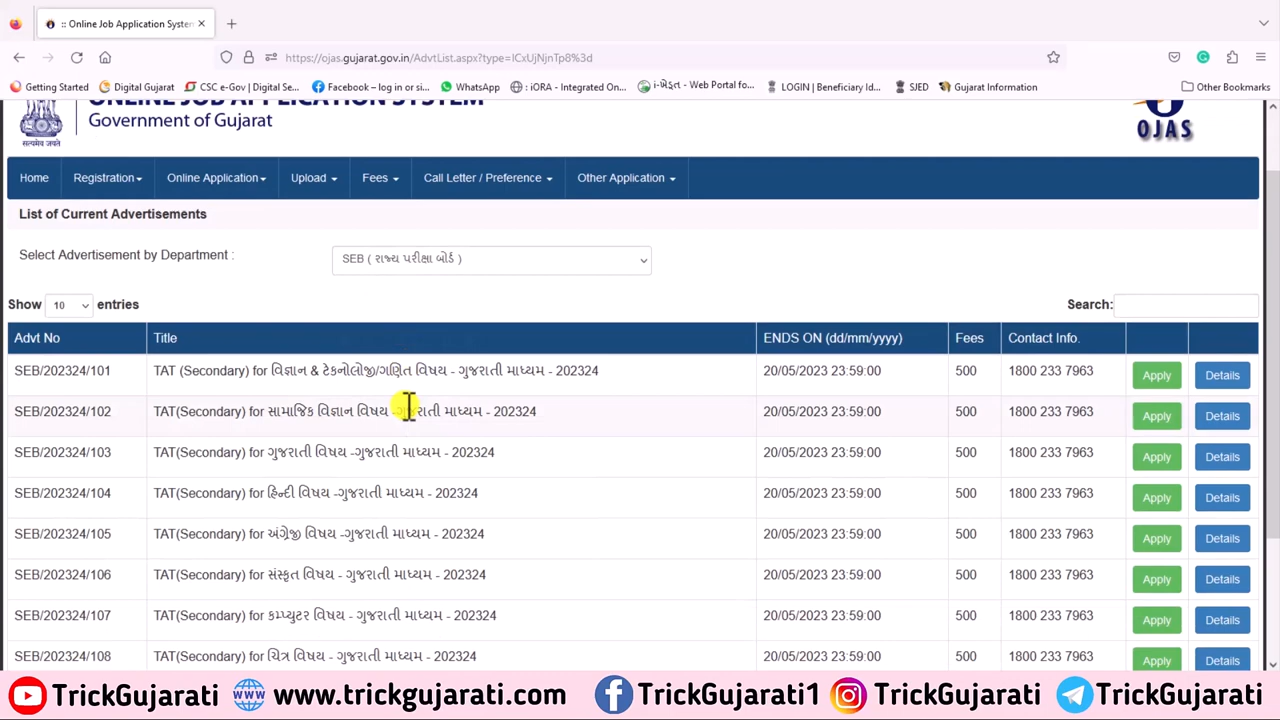 :: Online Job Application System
https://ojas.gujarat.gov.in/AdvtList.aspx?type=lCxUjNjnTp8%3d
Getting Started Digital Gujarat CSC e-Gov | Digital Se... Facebook – log in or si... WhatsApp : iORA - Integrated On... i-ખેડૂત - Web Portal fo... LOGIN | Beneficiary Id... SJED Gujarat Information Other Bookmarks
ONLINE JOB APPLICATION SYSTEM
Government of Gujarat
सत्यमेव जयते
OJAS
Home Registration Online Application Upload Fees Call Letter / Preference Other Application
List of Current Advertisements
Select Advertisement by Department : SEB ( રાજ્ય પરીક્ષા બોર્ડ )
Show 10 entries Search:
Advt No Title ENDS ON (dd/mm/yyyy) Fees Contact Info.
SEB/202324/101 TAT (Secondary) for વિજ્ઞાન & ટેકનોલોજી/ગણિત વિષય - ગુજરાતી માધ્યમ - 202324 20/05/2023 23:59:00 500 1800 233 7963 Apply Details
SEB/202324/102 TAT(Secondary) for સામાજિક વિજ્ઞાન વિષય -ગુજરાતી માધ્યમ - 202324 20/05/2023 23:59:00 500 1800 233 7963 Apply Details
SEB/202324/103 TAT(Secondary) for ગુજરાતી વિષય -ગુજરાતી માધ્યમ - 202324 20/05/2023 23:59:00 500 1800 233 7963 Apply Details
SEB/202324/104 TAT(Secondary) for હિન્દી વિષય -ગુજરાતી માધ્યમ - 202324 20/05/2023 23:59:00 500 1800 233 7963 Apply Details
SEB/202324/105 TAT(Secondary) for અંગ્રેજી વિષય -ગુજરાતી માધ્યમ - 202324 20/05/2023 23:59:00 500 1800 233 7963 Apply Details
SEB/202324/106 TAT(Secondary) for સંસ્કૃત વિષય - ગુજરાતી માધ્યમ - 202324 20/05/2023 23:59:00 500 1800 233 7963 Apply Details
SEB/202324/107 TAT(Secondary) for કમ્પ્યુટર વિષય - ગુજરાતી માધ્યમ - 202324 20/05/2023 23:59:00 500 1800 233 7963 Apply Details
SEB/202324/108 TAT(Secondary) for ચિત્ર વિષય - ગુજરાતી માધ્યમ - 202324 20/05/2023 23:59:00 500 1800 233 7963 Apply Details
TrickGujarati www.trickgujarati.com TrickGujarati1 TrickGujarati TrickGujarati